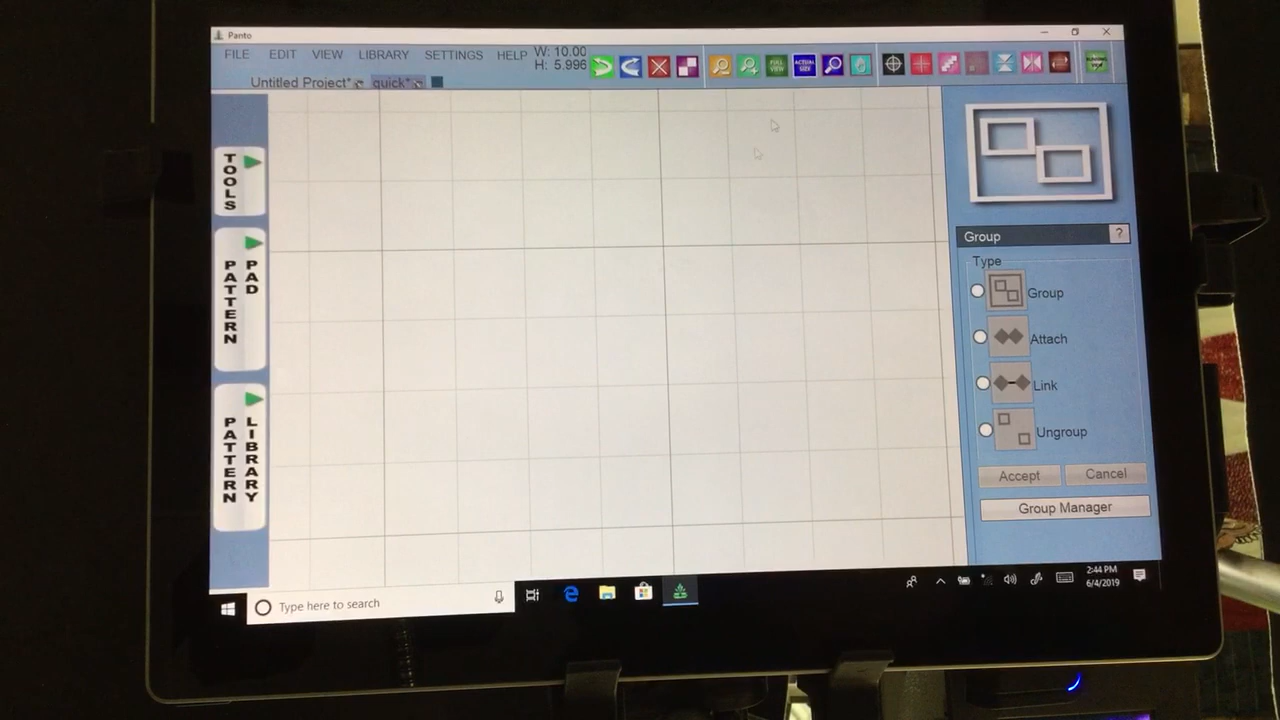 Panto
FILE EDIT VIEW LIBRARY SETTINGS HELP W: 10.00
H: 5.996
FULL VIEW
ACTUAL SIZE
Untitled Project* quick*
TOOLS
PATTERN PAD
PATTERN LIBRARY
Group ?
Type
Group
Attach
Link
Ungroup
Accept Cancel
Group Manager
Type here to search
2:44 PM
6/4/2019